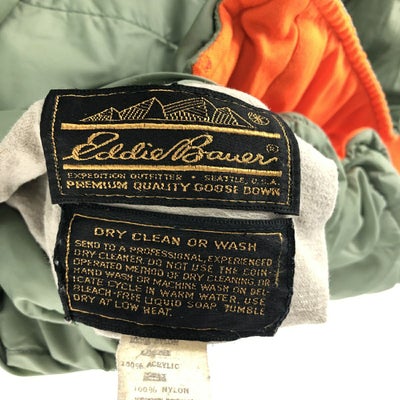 Eddie Bauer®
EXPEDITION OUTFITTER • SEATTLE, U.S.A.
PREMIUM QUALITY GOOSE DOWN
DRY CLEAN OR WASH
SEND TO A PROFESSIONAL, EXPERIENCED
DRY CLEANER. DO NOT USE THE COIN-
OPERATED METHOD OF DRY CLEANING. OR
HAND WASH OR MACHINE WASH ON DEL-
ICATE CYCLE IN WARM WATER. USE
BLEACH-FREE LIQUID SOAP. TUMBLE
DRY AT LOW HEAT.
100% ACRYLIC
100% NYLON